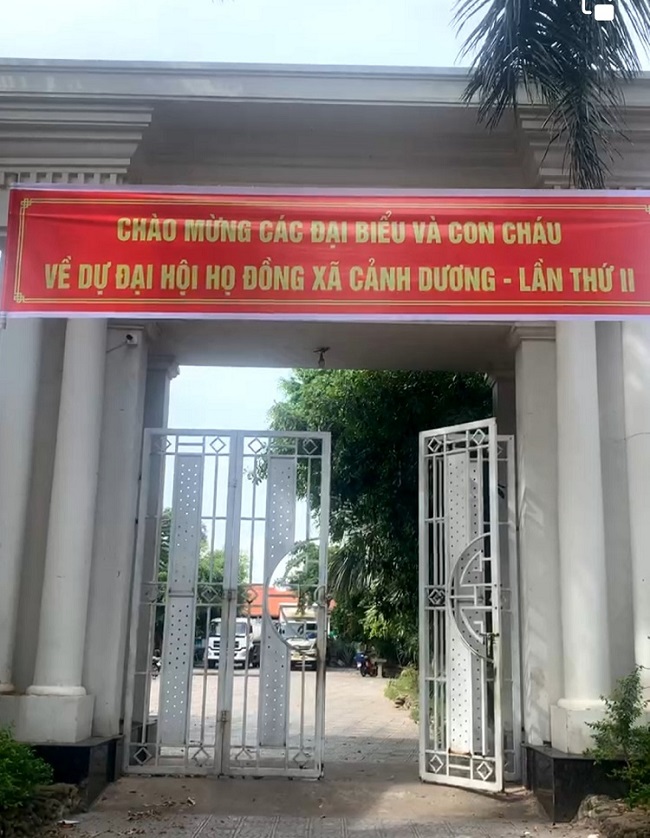 CHÀO MỪNG CÁC ĐẠI BIỂU VÀ CON CHÁU
VỀ DỰ ĐẠI HỘI HỌ ĐỒNG XÃ CẢNH DƯƠNG - LẦN THỨ II